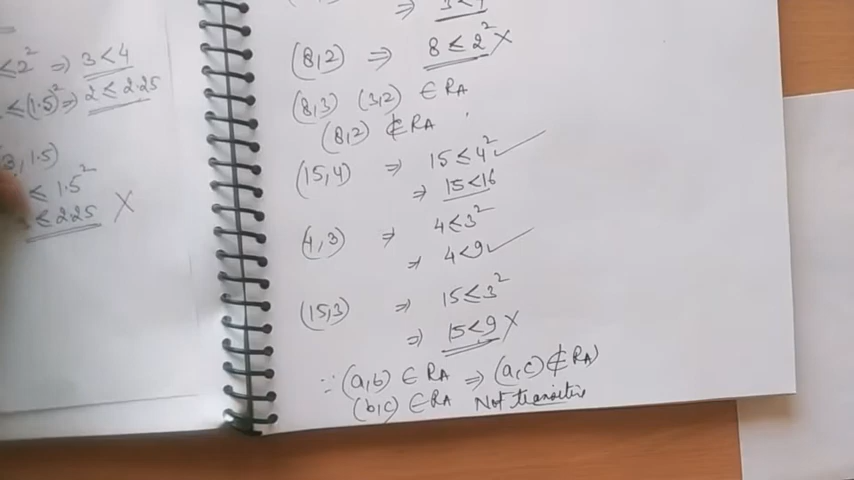 ≤ 2² ⇒ 3 < 4
≤ (1.5)² ⇒ 2 ≤ 2.25
3, 1.5)
≤ 1.5²
≤ 2.25 X
⇒ 3 < 4
(8,2) ⇒ 8 ≤ 2² X
(8,3) (3,2) ∈ RA
(8,2) ∉ RA
(15,4) ⇒ 15 ≤ 4² ✓
⇒ 15 < 16
(4,3) ⇒ 4 ≤ 3²
⇒ 4 < 9 ✓
(15,3) ⇒ 15 ≤ 3²
⇒ 15 < 9 X
∵ (a,b) ∈ RA ⇒ (a,c) ∉ RA)
(b,c) ∈ RA Not transitive